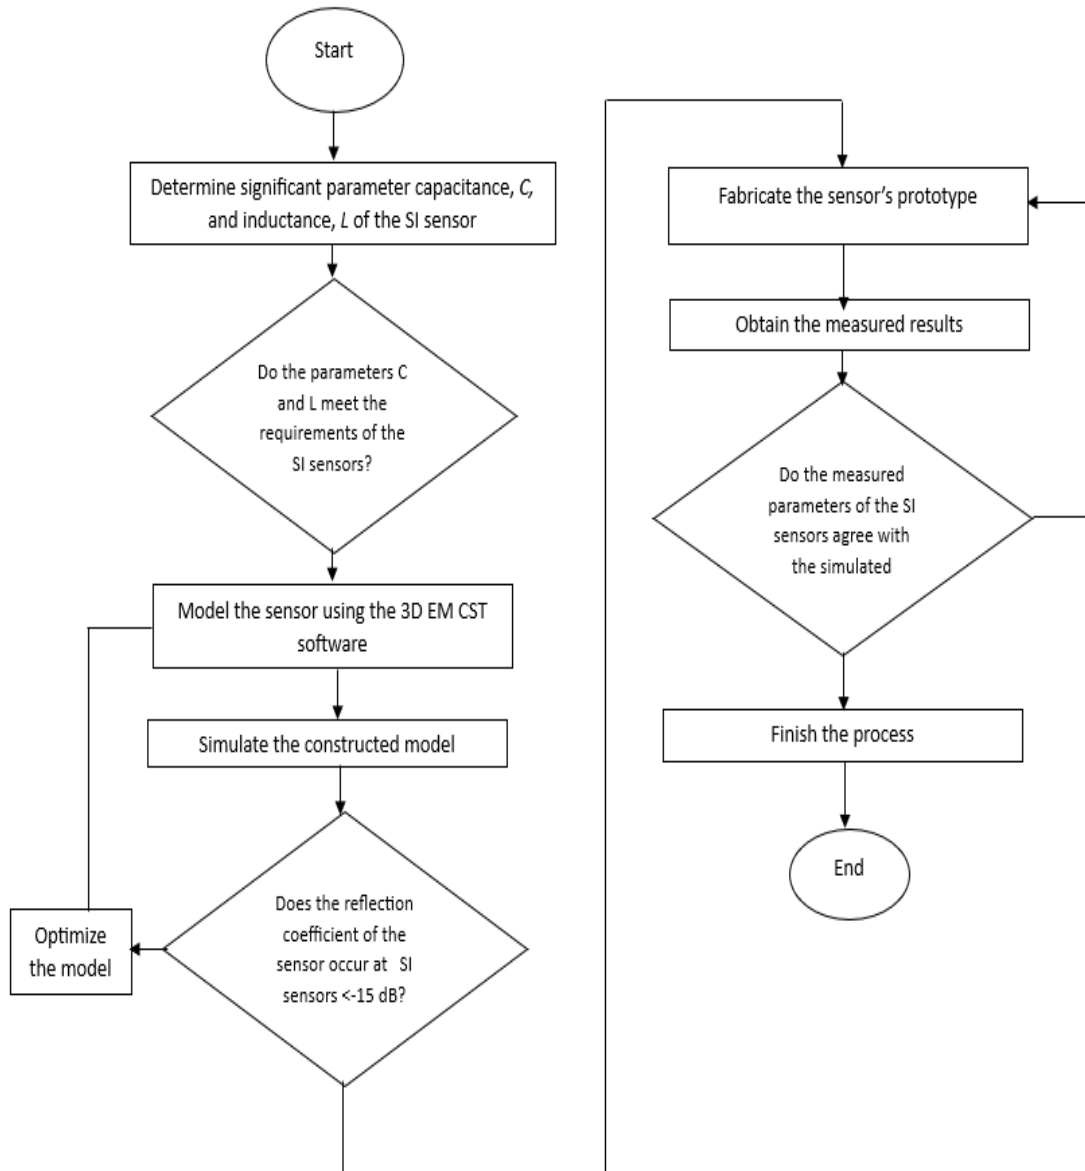 Start
Determine significant parameter capacitance, C,
and inductance, L of the SI sensor
Do the parameters C
and L meet the
requirements of the
SI sensors?
Model the sensor using the 3D EM CST
software
Simulate the constructed model
Does the reflection
coefficient of the
sensor occur at SI
sensors <-15 dB?
Optimize
the model
Fabricate the sensor's prototype
Obtain the measured results
Do the measured
parameters of the SI
sensors agree with
the simulated
Finish the process
End